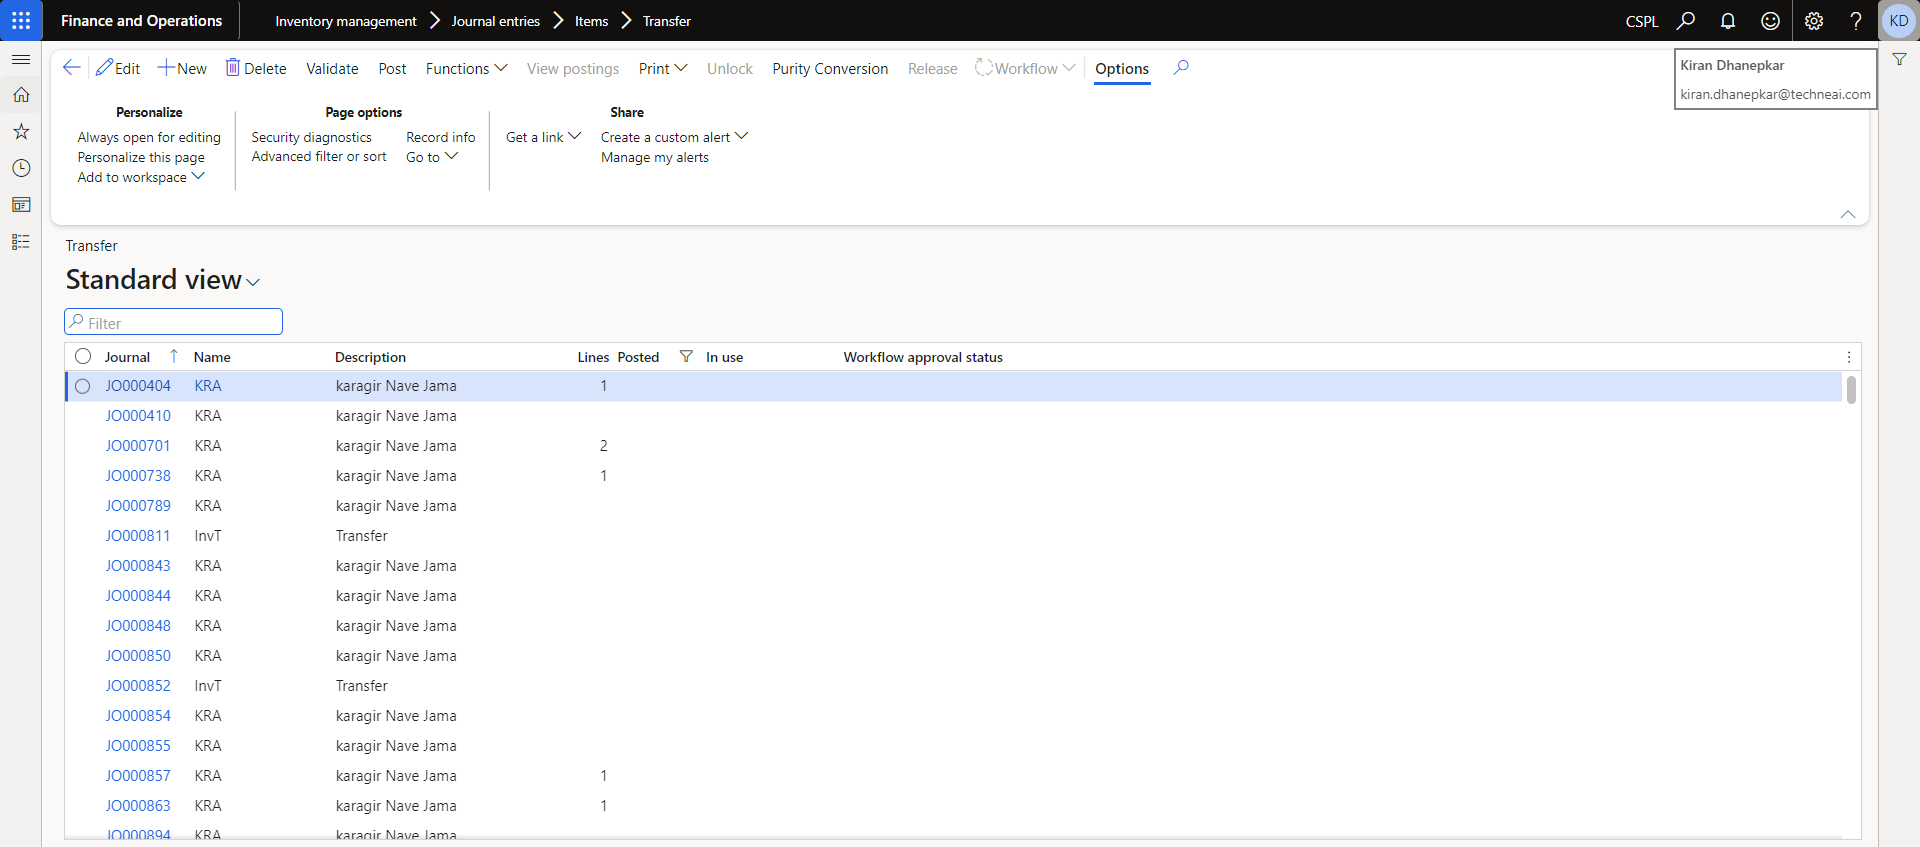 Finance and Operations
Inventory management > Journal entries > Items > Transfer
CSPL
KD
Edit New Delete Validate Post Functions View postings Print Unlock Purity Conversion Release Workflow Options
Kiran Dhanepkar
kiran.dhanepkar@techneai.com
Personalize
Always open for editing
Personalize this page
Add to workspace
Page options
Security diagnostics Record info
Advanced filter or sort Go to
Share
Get a link Create a custom alert
Manage my alerts
Transfer
Standard view
Filter
Journal Name Description Lines Posted In use Workflow approval status
JO000404 KRA karagir Nave Jama 1
JO000410 KRA karagir Nave Jama
JO000701 KRA karagir Nave Jama 2
JO000738 KRA karagir Nave Jama 1
JO000789 KRA karagir Nave Jama
JO000811 InvT Transfer
JO000843 KRA karagir Nave Jama
JO000844 KRA karagir Nave Jama
JO000848 KRA karagir Nave Jama
JO000850 KRA karagir Nave Jama
JO000852 InvT Transfer
JO000854 KRA karagir Nave Jama
JO000855 KRA karagir Nave Jama
JO000857 KRA karagir Nave Jama 1
JO000863 KRA karagir Nave Jama 1
JO000894 KRA karagir Nave Jama